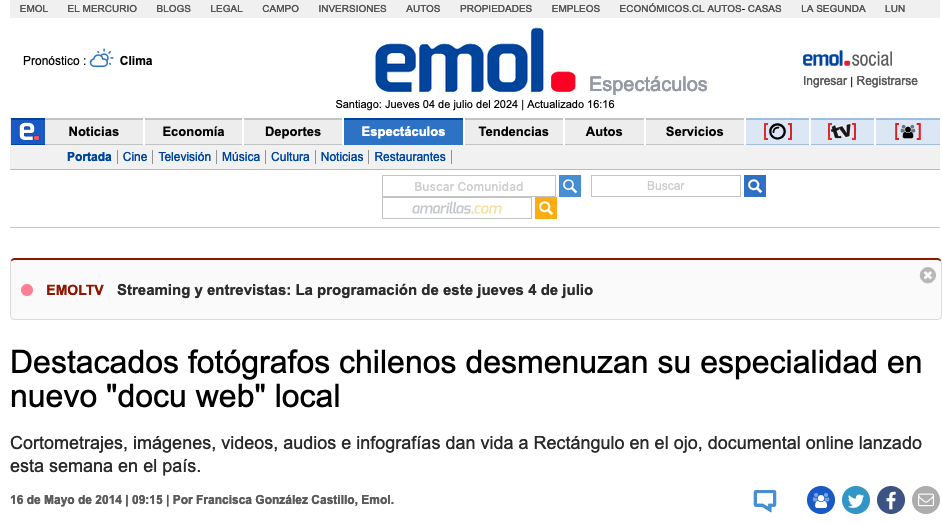 EMOL EL MERCURIO BLOGS LEGAL CAMPO INVERSIONES AUTOS PROPIEDADES EMPLEOS ECONÓMICOS.CL AUTOS- CASAS LA SEGUNDA LUN
Pronóstico : Clima
emol. Espectáculos
emol.social
Ingresar | Registrarse
Santiago: Jueves 04 de julio del 2024 | Actualizado 16:16
e. Noticias Economía Deportes Espectáculos Tendencias Autos Servicios [O] [tv] [ ]
Portada | Cine | Televisión | Música | Cultura | Noticias | Restaurantes |
Buscar Comunidad Buscar
amarillas.com
EMOLTV Streaming y entrevistas: La programación de este jueves 4 de julio
Destacados fotógrafos chilenos desmenuzan su especialidad en
nuevo "docu web" local
Cortometrajes, imágenes, videos, audios e infografías dan vida a Rectángulo en el ojo, documental online lanzado
esta semana en el país.
16 de Mayo de 2014 | 09:15 | Por Francisca González Castillo, Emol.